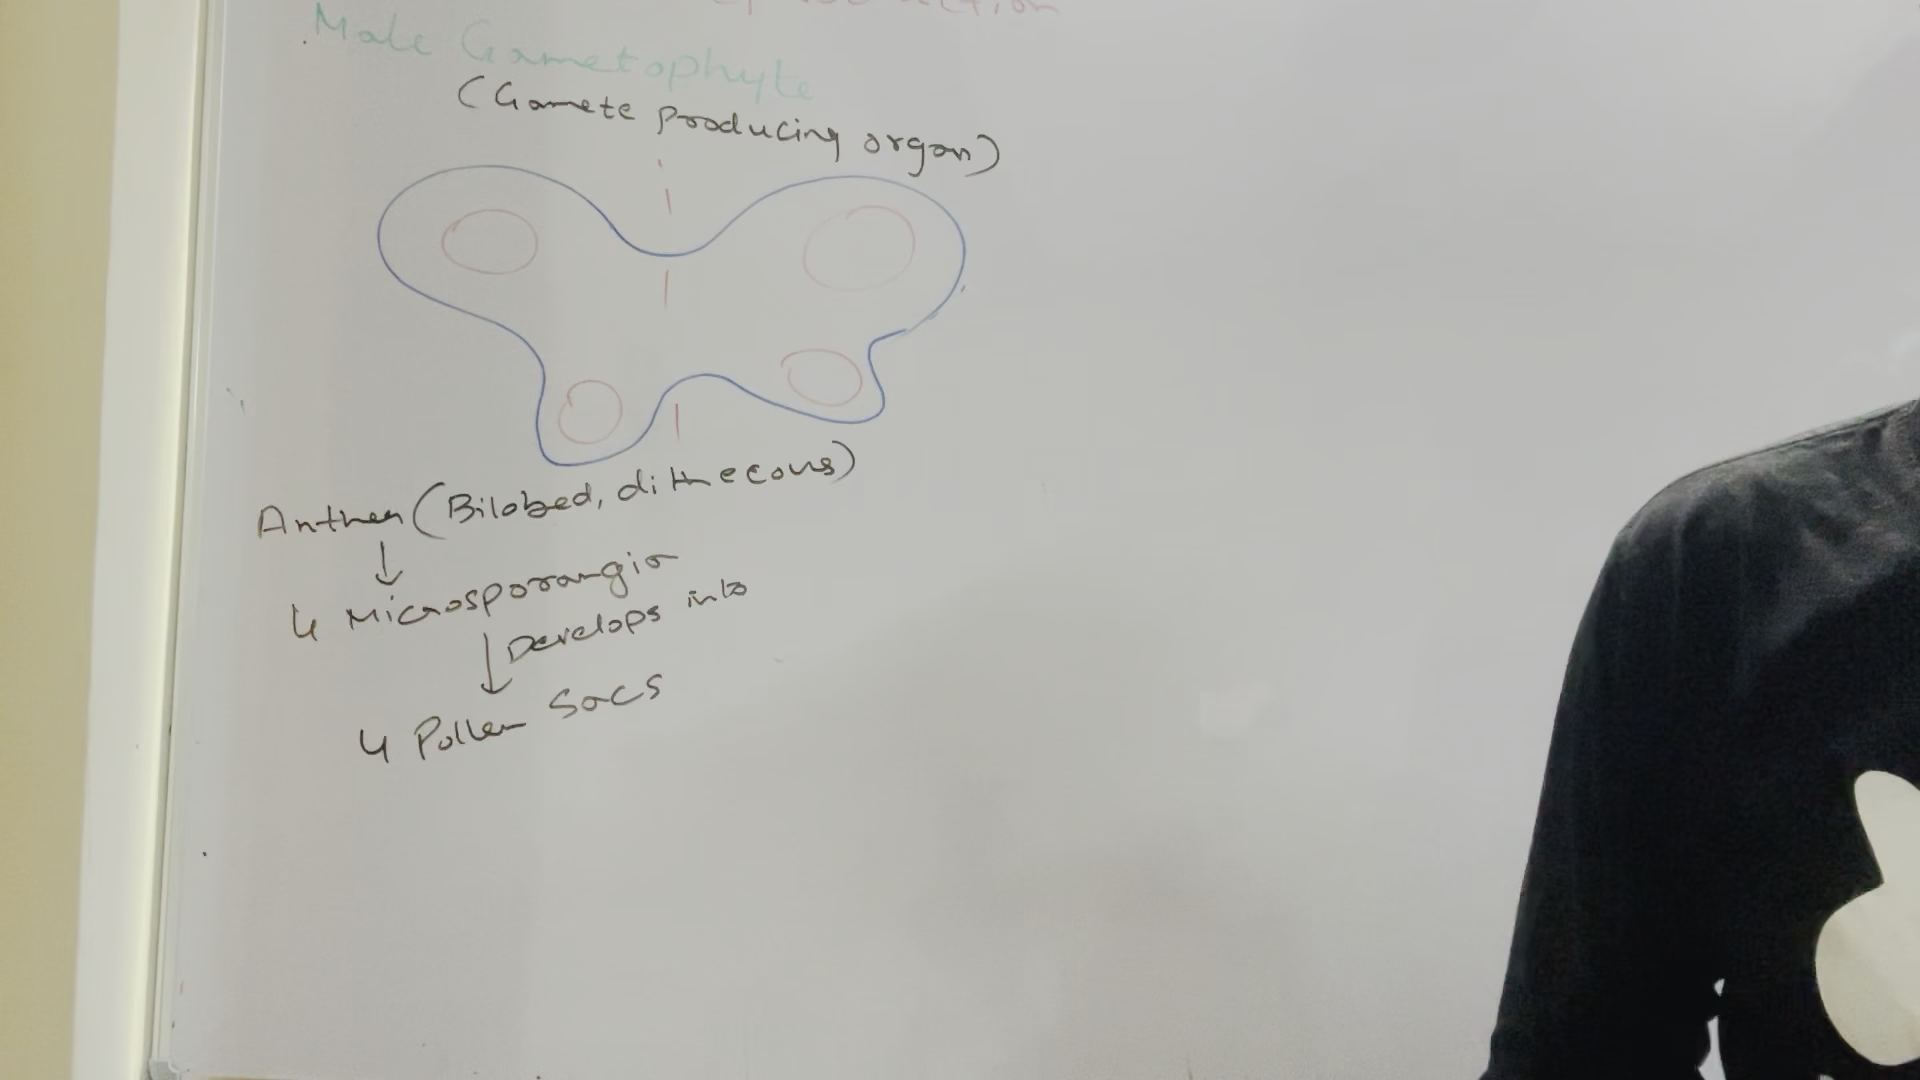 Male Gametophyte
(Gamete producing organ)
Anther (Bilobed, dithecous)
↓
4 Microsporangia
↓ Develops into
4 Pollen Sacs